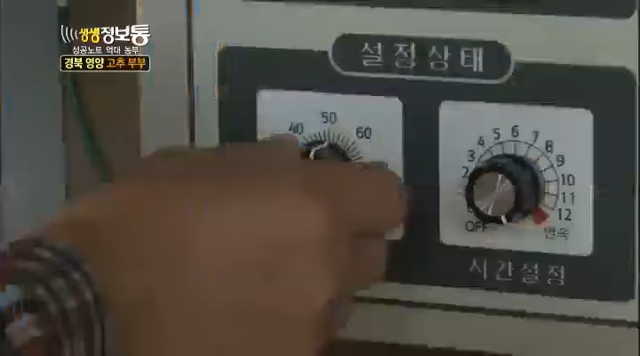 생생정보통
성공노트 억대 농부
경북 영양 고추 부부
설정상태
40 50 60
2 3 4 5 6 7 8 9 10 11 12
OFF 연속
시간설정